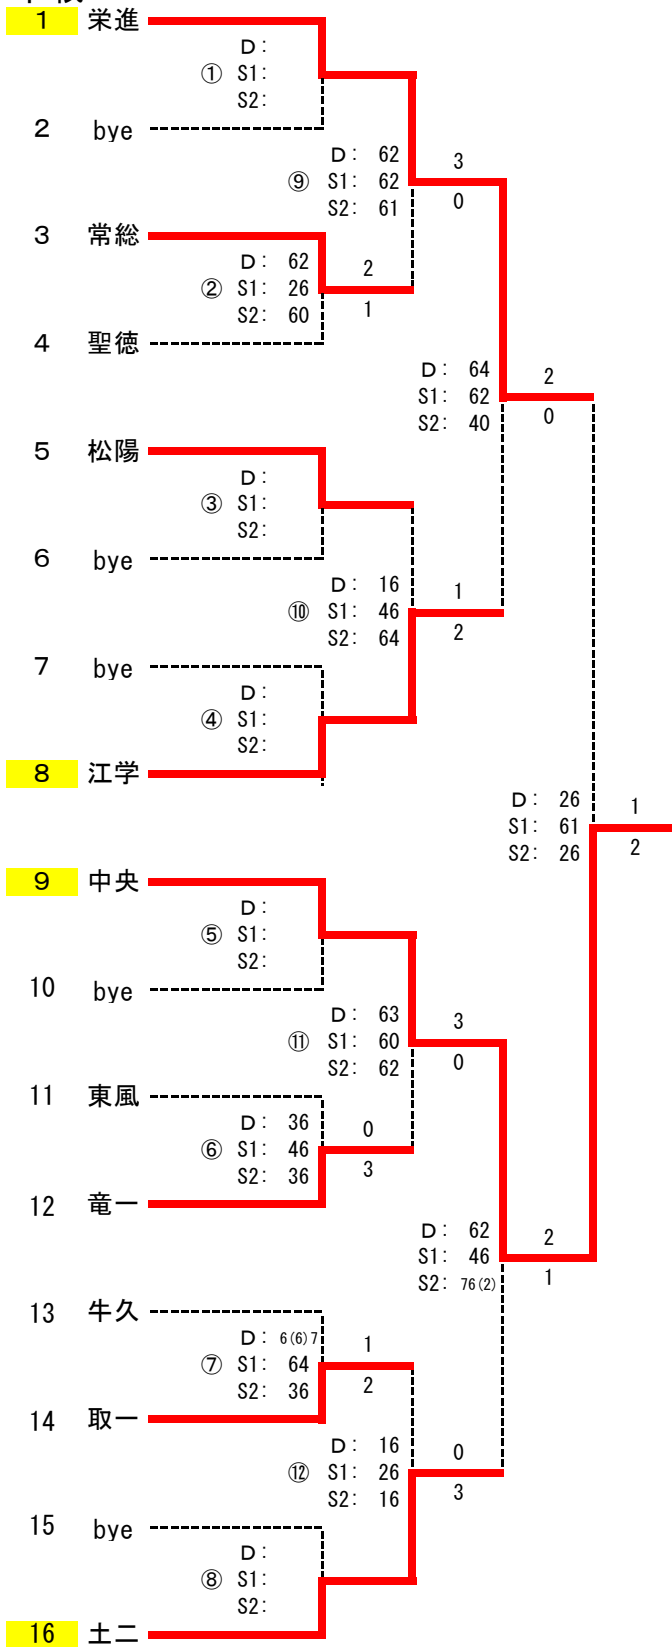 1 栄進
D:
① S1:
S2:
2 bye
D: 62
⑨ S1: 62
S2: 61
3
0
3 常総
D: 62
② S1: 26
S2: 60
2
1
4 聖徳
D: 64
S1: 62
S2: 40
2
0
5 松陽
D:
③ S1:
S2:
6 bye
D: 16
⑩ S1: 46
S2: 64
1
2
7 bye
D:
④ S1:
S2:
8 江学
D: 26
S1: 61
S2: 26
1
2
9 中央
D:
⑤ S1:
S2:
10 bye
D: 63
⑪ S1: 60
S2: 62
3
0
11 東風
D: 36
⑥ S1: 46
S2: 36
0
3
12 竜一
D: 62
S1: 46
S2: 76(2)
2
1
13 牛久
D: 6(6)7
⑦ S1: 64
S2: 36
1
2
14 取一
D: 16
⑫ S1: 26
S2: 16
0
3
15 bye
D:
⑧ S1:
S2:
16 土二